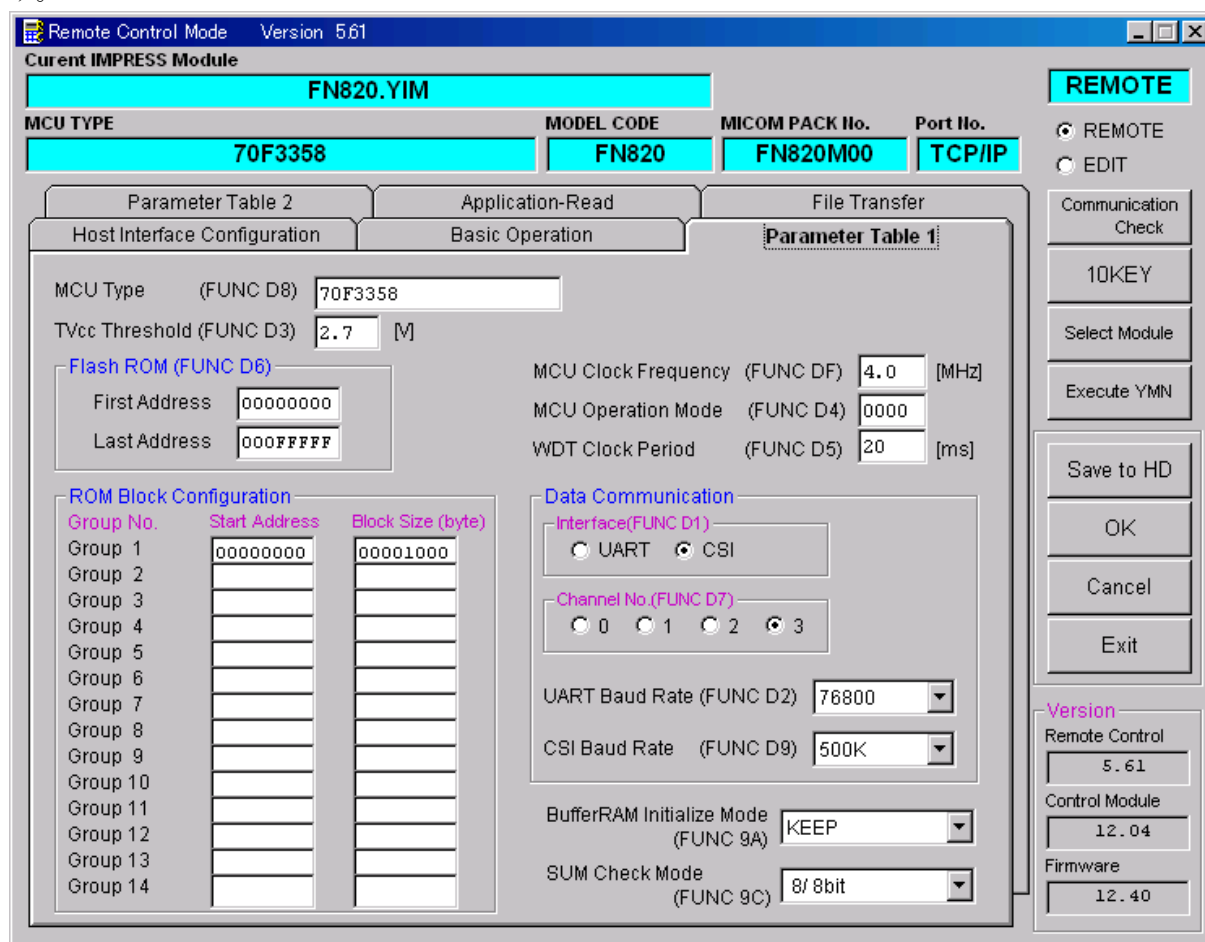 Remote Control Mode Version 5.61
Curent IMPRESS Module
FN820.YIM
MCU TYPE
MODEL CODE
MICOM PACK No.
Port No.
70F3358
FN820
FN820M00
TCP/IP
REMOTE
REMOTE
EDIT
Communication
Check
10KEY
Select Module
Execute YMN
Save to HD
OK
Cancel
Exit
Version
Remote Control
5.61
Control Module
12.04
Firmware
12.40
Parameter Table 2
Application-Read
File Transfer
Host Interface Configuration
Basic Operation
Parameter Table 1
MCU Type (FUNC D8) 70F3358
TVcc Threshold (FUNC D3) 2.7 [V]
Flash ROM (FUNC D6)
First Address 00000000
Last Address 000FFFFF
MCU Clock Frequency (FUNC DF) 4.0 [MHz]
MCU Operation Mode (FUNC D4) 0000
WDT Clock Period (FUNC D5) 20 [ms]
ROM Block Configuration
Group No. Start Address Block Size (byte)
Group 1 00000000 00001000
Group 2
Group 3
Group 4
Group 5
Group 6
Group 7
Group 8
Group 9
Group 10
Group 11
Group 12
Group 13
Group 14
Data Communication
Interface(FUNC D1)
UART CSI
Channel No.(FUNC D7)
0 1 2 3
UART Baud Rate (FUNC D2) 76800
CSI Baud Rate (FUNC D9) 500K
BufferRAM Initialize Mode
(FUNC 9A) KEEP
SUM Check Mode
(FUNC 9C) 8/ 8bit